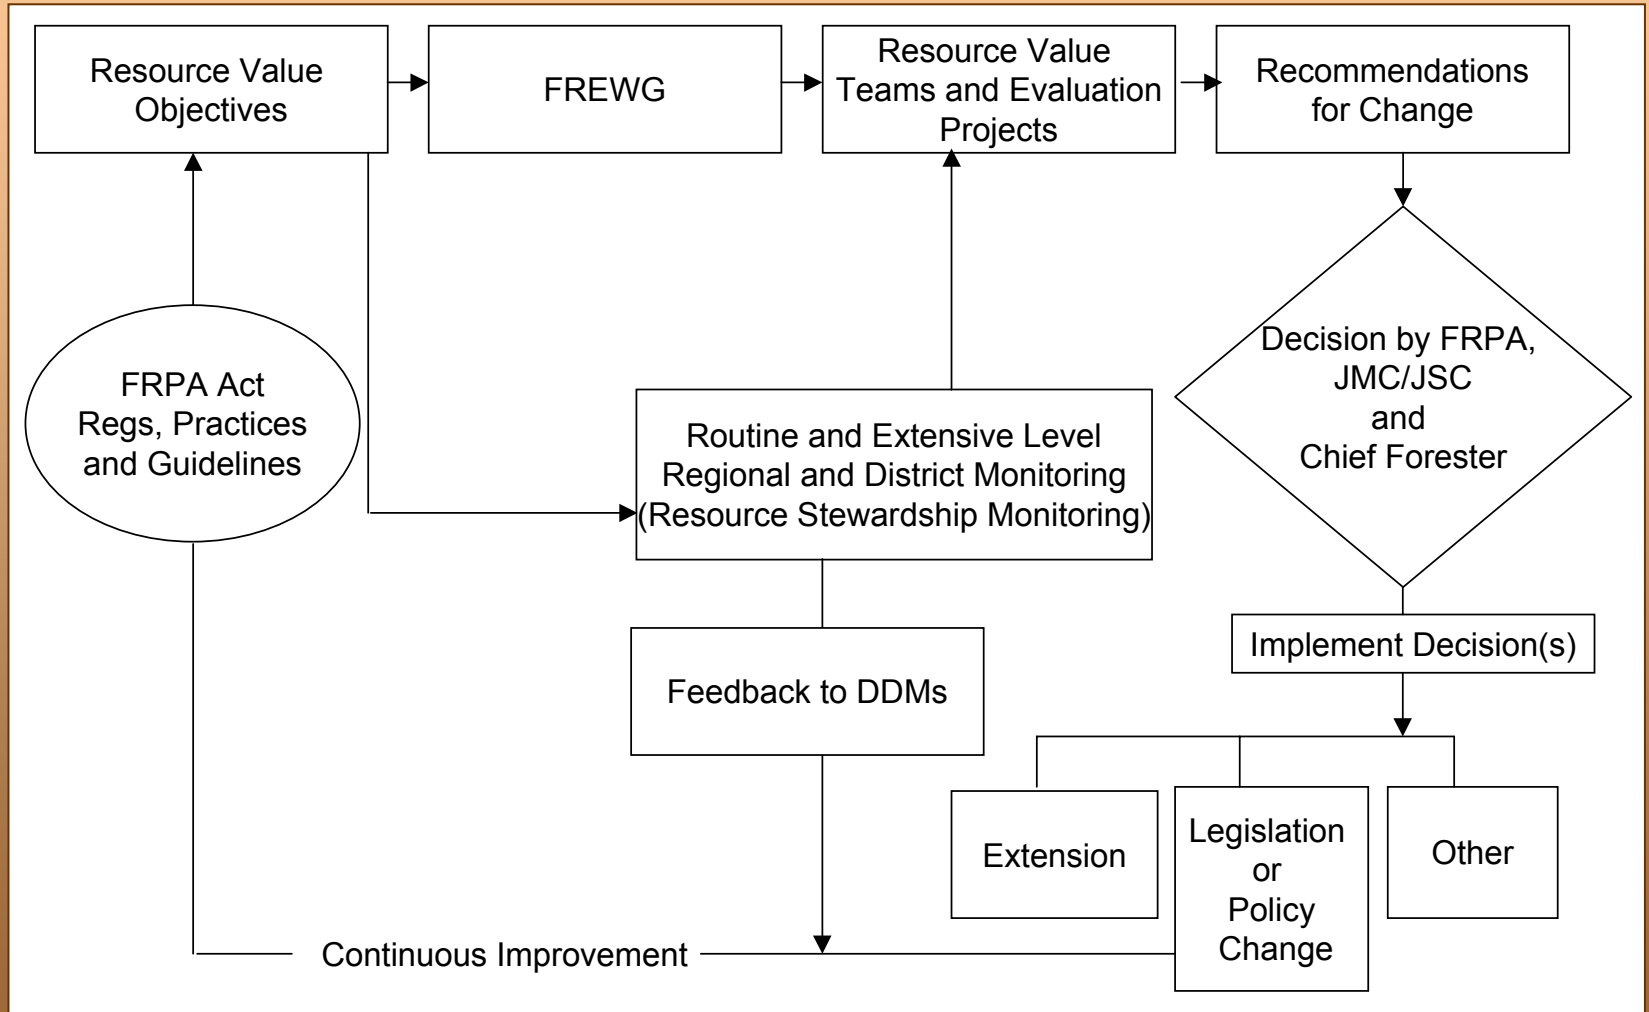 Resource Value
Objectives
FREWG
Resource Value
Teams and Evaluation
Projects
Recommendations
for Change
FRPA Act
Regs, Practices
and Guidelines
Decision by FRPA,
JMC/JSC
and
Chief Forester
Routine and Extensive Level
Regional and District Monitoring
(Resource Stewardship Monitoring)
Implement Decision(s)
Feedback to DDMs
Extension
Legislation
or
Policy
Change
Other
Continuous Improvement